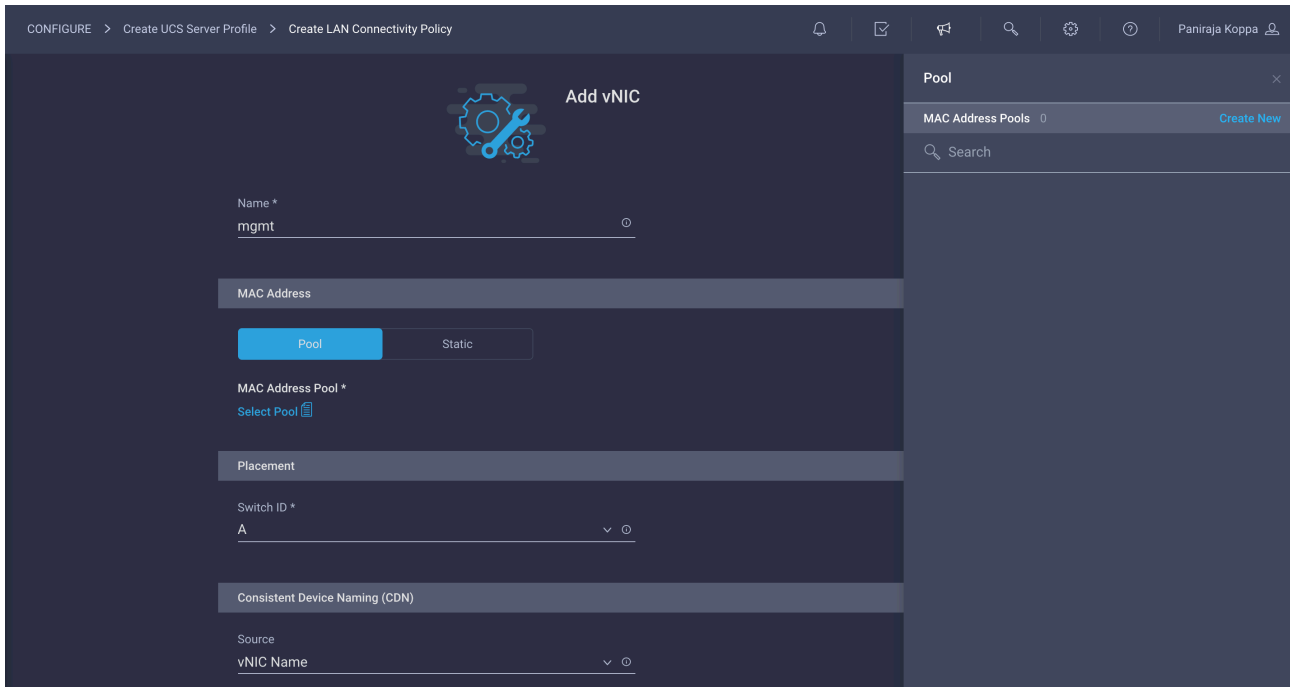 CONFIGURE > Create UCS Server Profile > Create LAN Connectivity Policy
Paniraja Koppa
Add vNIC
Name *
mgmt
MAC Address
Pool Static
MAC Address Pool *
Select Pool
Placement
Switch ID *
A
Consistent Device Naming (CDN)
Source
vNIC Name
Pool
MAC Address Pools 0 Create New
Search